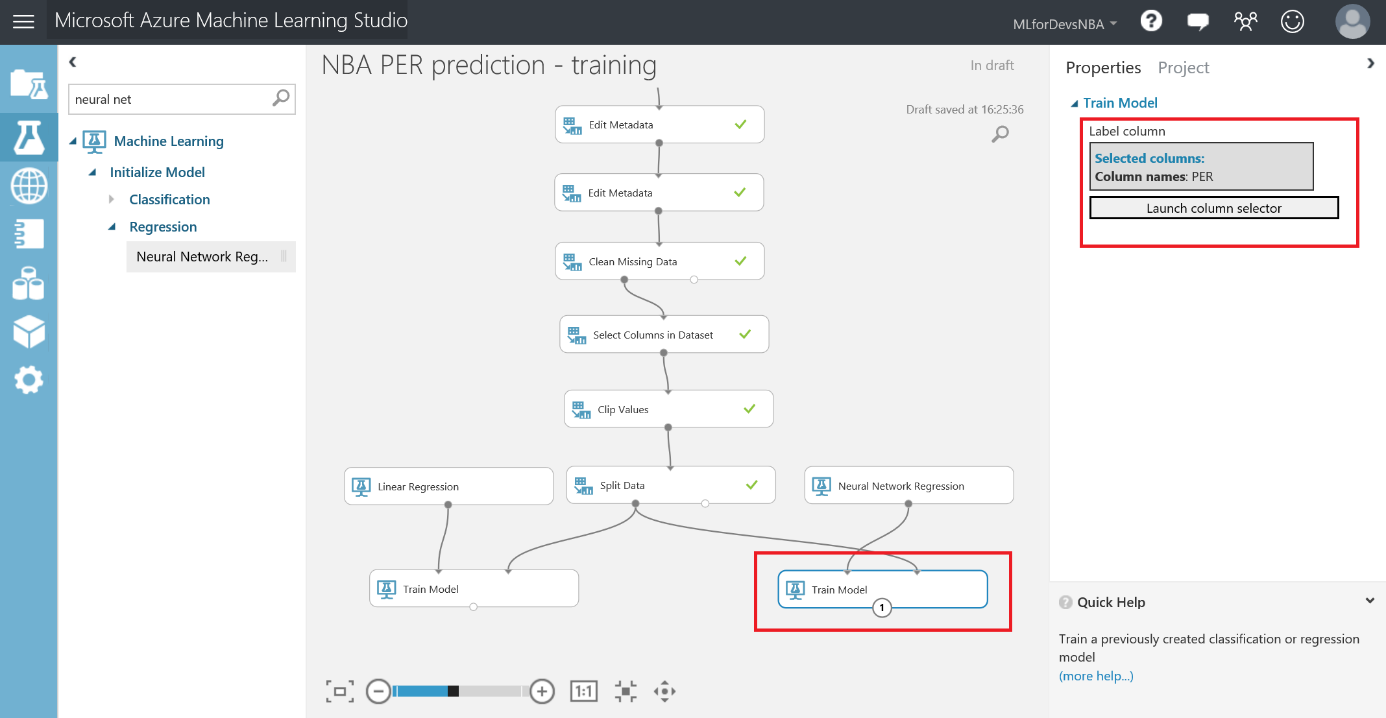 Microsoft Azure Machine Learning Studio
MLforDevsNBA
?
neural net
Machine Learning
Initialize Model
Classification
Regression
Neural Network Reg...
NBA PER prediction - training
In draft
Draft saved at 16:25:36
Edit Metadata
Edit Metadata
Clean Missing Data
Select Columns in Dataset
Clip Values
Linear Regression
Split Data
Neural Network Regression
Train Model
Train Model
1
1:1
Properties Project
Train Model
Label column
Selected columns:
Column names: PER
Launch column selector
? Quick Help
Train a previously created classification or regression
model
(more help...)